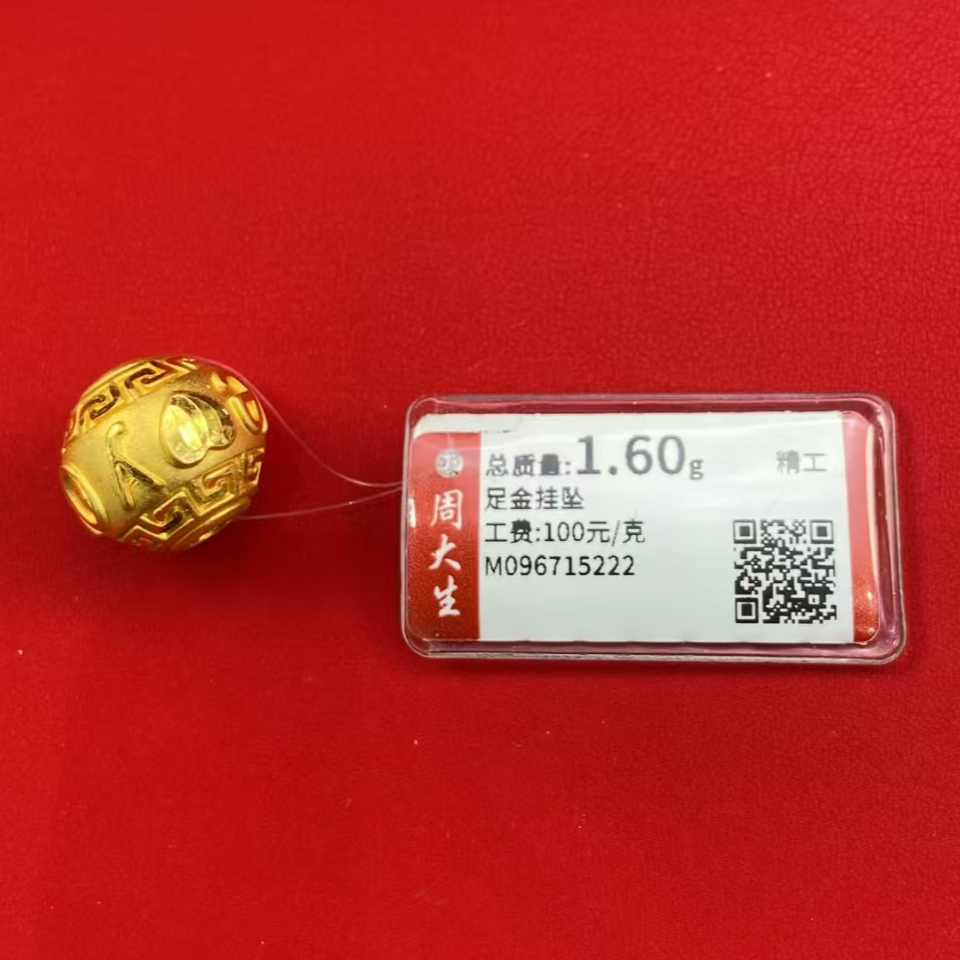 周大生
总质量:1.60g 精工
足金挂坠
工费:100元/克
M096715222